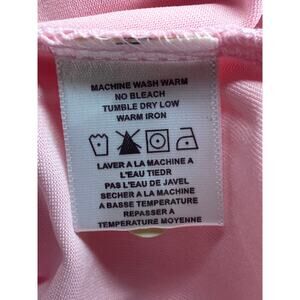 MACHINE WASH WARM
NO BLEACH
TUMBLE DRY LOW
WARM IRON
LAVER A LA MACHINE A
L'EAU TIEDR
PAS L'EAU DE JAVEL
SECHER A LA MACHINE
A BASSE TEMPERATURE
REPASSER A
TEMPERATURE MOYENNE